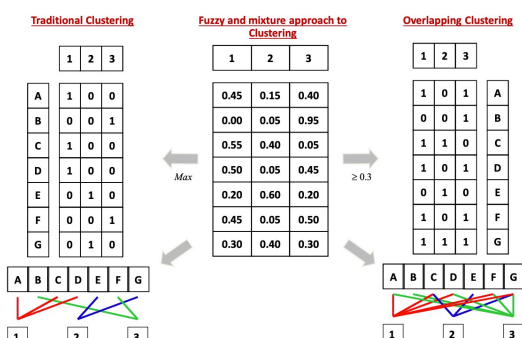 Traditional Clustering
1 2 3
A 1 0 0
B 0 0 1
C 1 0 0
D 1 0 0
E 0 1 0
F 0 0 1
G 0 1 0
A B C D E F G
1 2 3
Max
Fuzzy and mixture approach to
Clustering
1 2 3
0.45 0.15 0.40
0.00 0.05 0.95
0.55 0.40 0.05
0.50 0.05 0.45
0.20 0.60 0.20
0.45 0.05 0.50
0.30 0.40 0.30
≥ 0.3
Overlapping Clustering
1 2 3
1 0 1 A
0 0 1 B
1 1 0 C
1 0 1 D
0 1 0 E
1 0 1 F
1 1 1 G
A B C D E F G
1 2 3